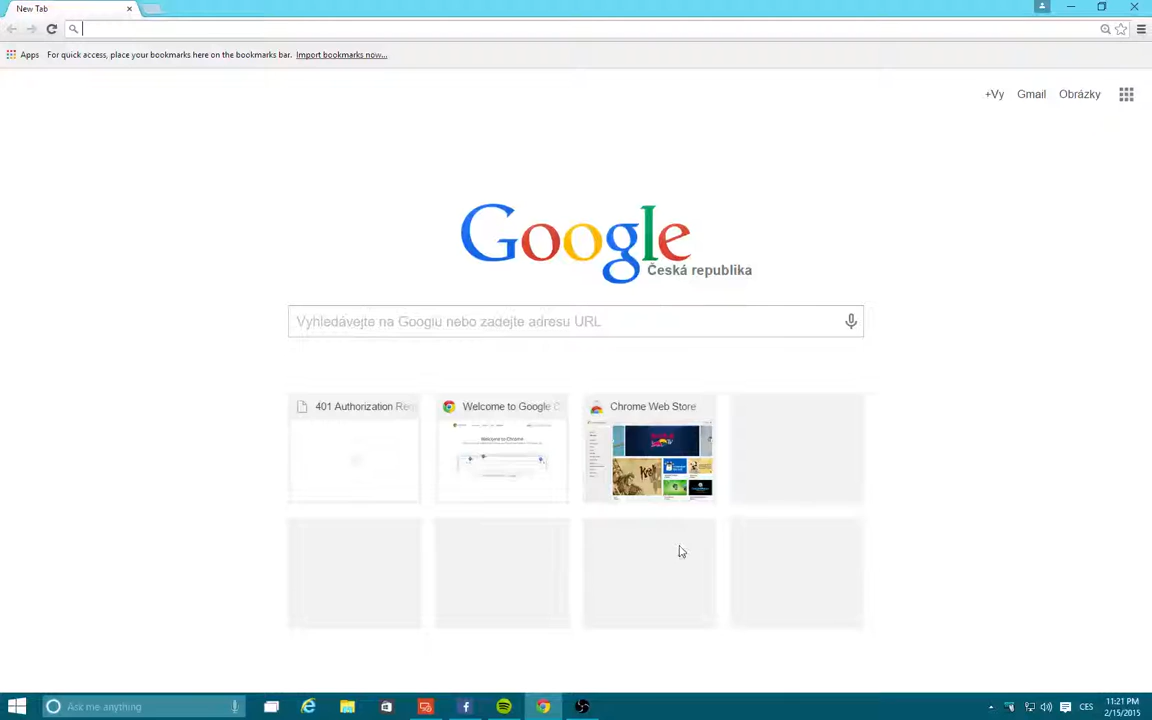 New Tab
Apps For quick access, place your bookmarks here on the bookmarks bar. Import bookmarks now...
+Vy Gmail Obrázky
Google
Česká republika
Vyhledávejte na Googlu nebo zadejte adresu URL
401 Authorization Re
Welcome to Google
Chrome Web Store
Welcome to Chrome
Ask me anything
CES
11:21 PM
2/15/2015